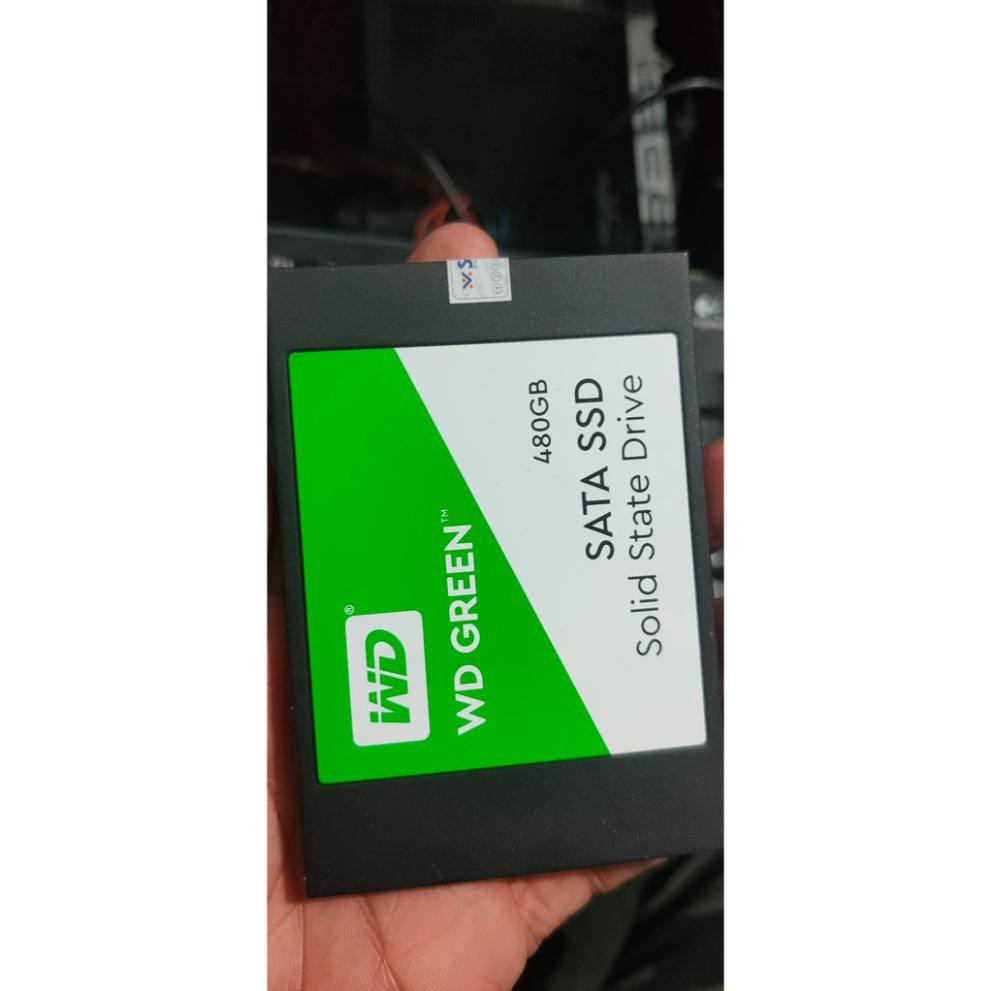 WD®
WD GREEN™
480GB
SATA SSD
Solid State Drive